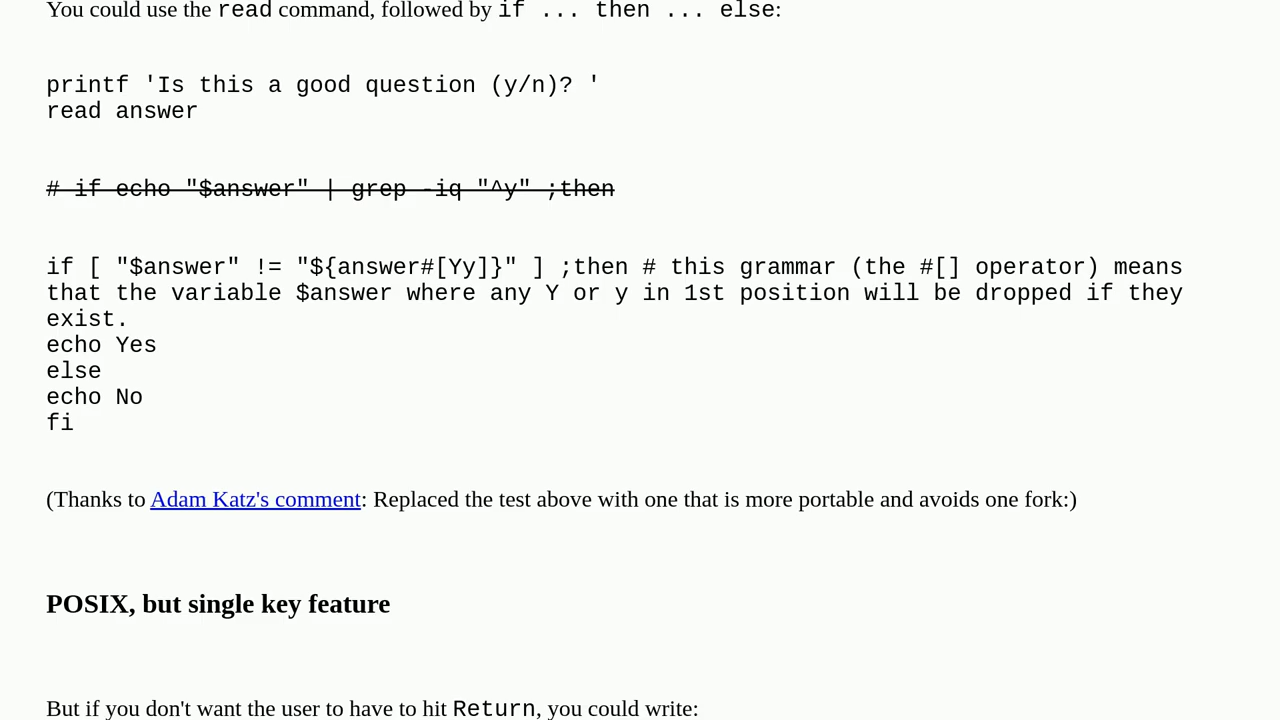 You could use the read command, followed by if ... then ... else:
printf 'Is this a good question (y/n)? '
read answer
# if echo "$answer" | grep -iq "^y" ;then
if [ "$answer" != "${answer#[Yy]}" ] ;then # this grammar (the #[] operator) means
that the variable $answer where any Y or y in 1st position will be dropped if they
exist.
echo Yes
else
echo No
fi
(Thanks to Adam Katz's comment: Replaced the test above with one that is more portable and avoids one fork:)
POSIX, but single key feature
But if you don't want the user to have to hit Return, you could write: